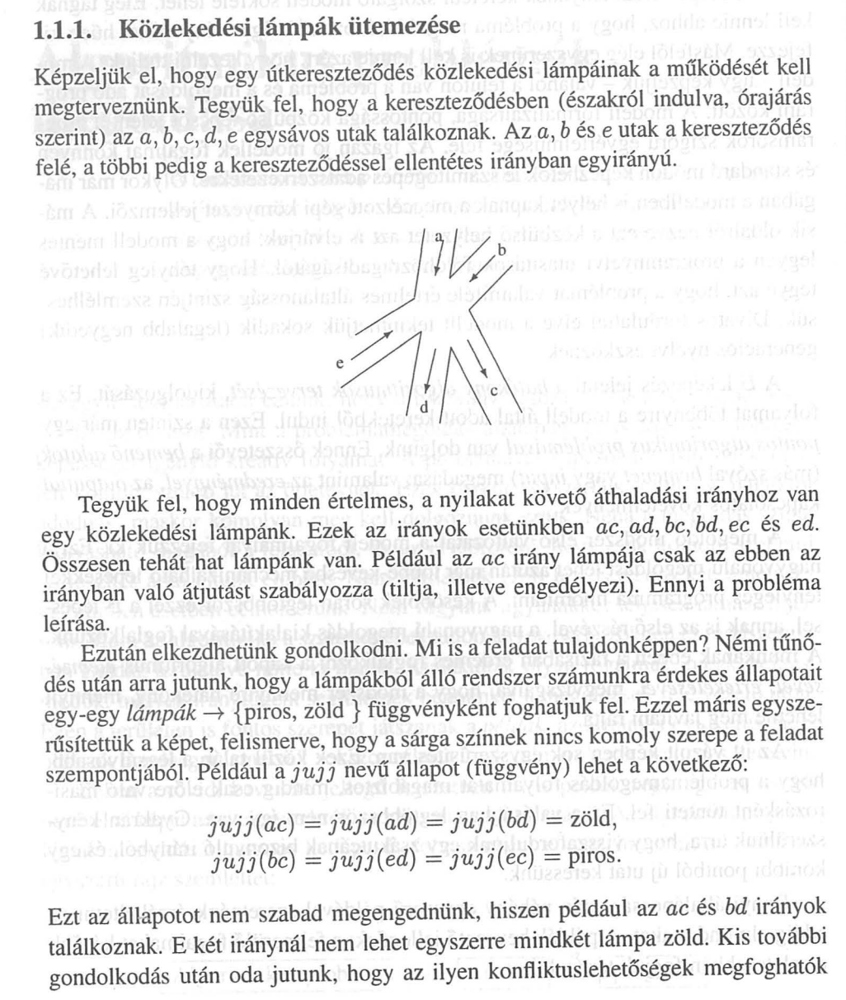 1.1.1. Közlekedési lámpák ütemezése
Képzeljük el, hogy egy útkereszteződés közlekedési lámpáinak a működését kell
megterveznünk. Tegyük fel, hogy a kereszteződésben (északról indulva, órajárás
szerint) az a, b, c, d, e egysávos utak találkoznak. Az a, b és e utak a kereszteződés
felé, a többi pedig a kereszteződéssel ellentétes irányban egyirányú.
a
b
e
c
d
Tegyük fel, hogy minden értelmes, a nyilakat követő áthaladási irányhoz van
egy közlekedési lámpánk. Ezek az irányok esetünkben ac, ad, bc, bd, ec és ed.
Összesen tehát hat lámpánk van. Például az ac irány lámpája csak az ebben az
irányban való átjutást szabályozza (tiltja, illetve engedélyezi). Ennyi a probléma
leírása.
Ezután elkezdhetünk gondolkodni. Mi is a feladat tulajdonképpen? Némi tűnő-
dés után arra jutunk, hogy a lámpákból álló rendszer számunkra érdekes állapotait
egy-egy lámpák → {piros, zöld } függvényként foghatjuk fel. Ezzel máris egysze-
rűsítettük a képet, felismerve, hogy a sárga színnek nincs komoly szerepe a feladat
szempontjából. Például a jujj nevű állapot (függvény) lehet a következő:
jujj(ac) = jujj(ad) = jujj(bd) = zöld,
jujj(bc) = jujj(ed) = jujj(ec) = piros.
Ezt az állapotot nem szabad megengednünk, hiszen például az ac és bd irányok
találkoznak. E két iránynál nem lehet egyszerre mindkét lámpa zöld. Kis további
gondolkodás után oda jutunk, hogy az ilyen konfliktuslehetőségek megfoghatók